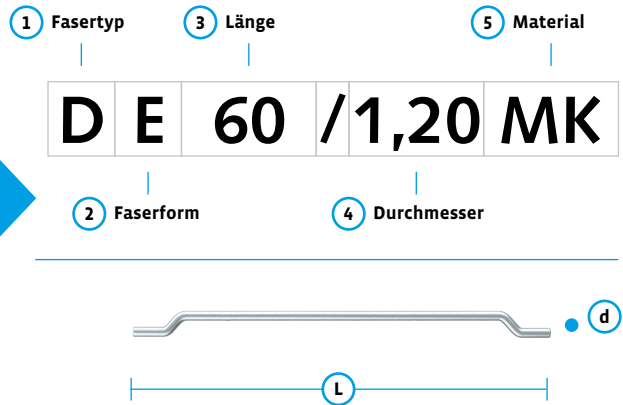 1 Fasertyp 3 Länge 5 Material
D E 60 /1,20 MK
2 Faserform 4 Durchmesser
d
L